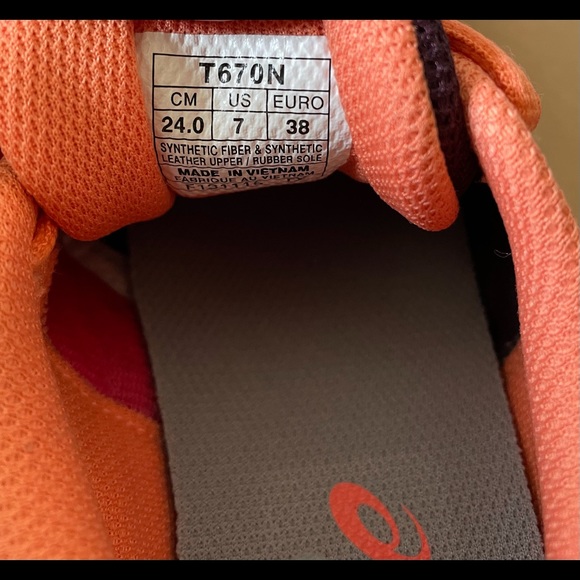 T670N
CM US EURO
24.0 7 38
SYNTHETIC FIBER & SYNTHETIC
LEATHER UPPER / RUBBER SOLE
MADE IN VIETNAM
FABRIQUE AU VIETNAM